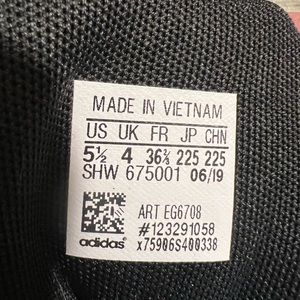 MADE IN VIETNAM
US UK FR JP CHN
5½ 4 36⅔ 225 225
SHW 675001 06/19
ART EG6708
#123291058
adidas x75906S400338